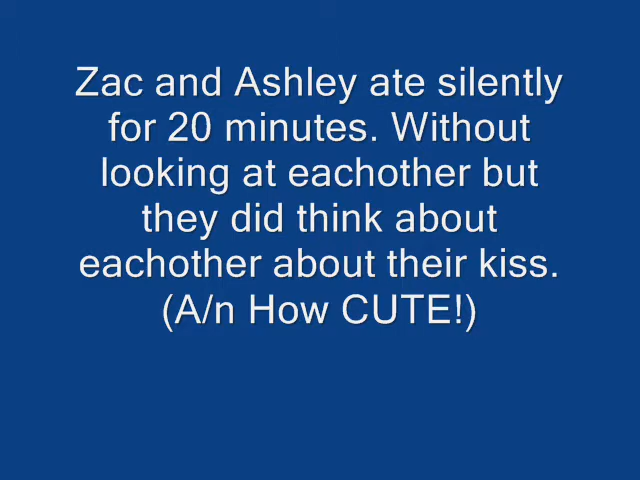 Zac and Ashley ate silently
for 20 minutes. Without
looking at eachother but
they did think about
eachother about their kiss.
(A/n How CUTE!)